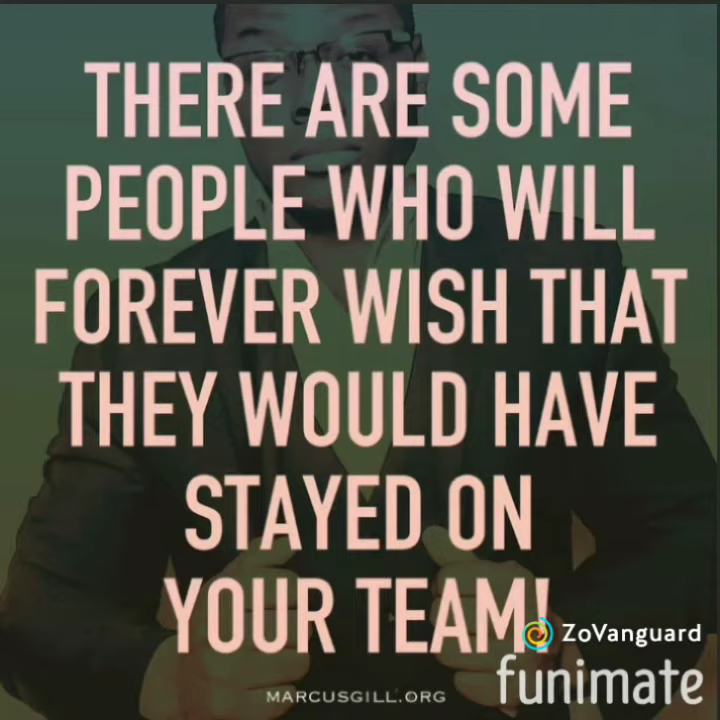 THERE ARE SOME
PEOPLE WHO WILL
FOREVER WISH THAT
THEY WOULD HAVE
STAYED ON
YOUR TEAM!
ZoVanguard
funimate
MARCUSGILL.ORG